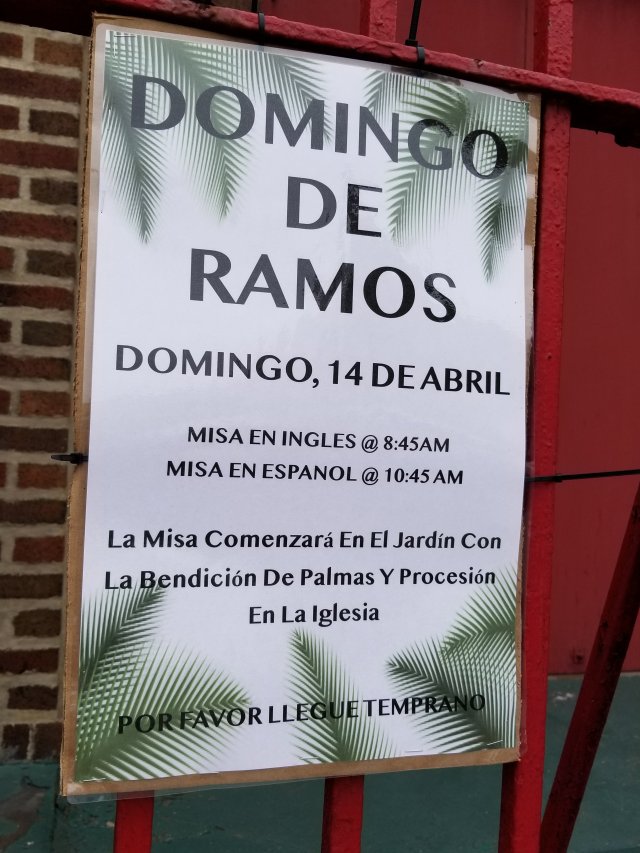 DOMINGO
DE
RAMOS
DOMINGO, 14 DE ABRIL
MISA EN INGLES @ 8:45AM
MISA EN ESPANOL @ 10:45 AM
La Misa Comenzará En El Jardín Con
La Bendición De Palmas Y Procesión
En La Iglesia
POR FAVOR LLEGUE TEMPRANO